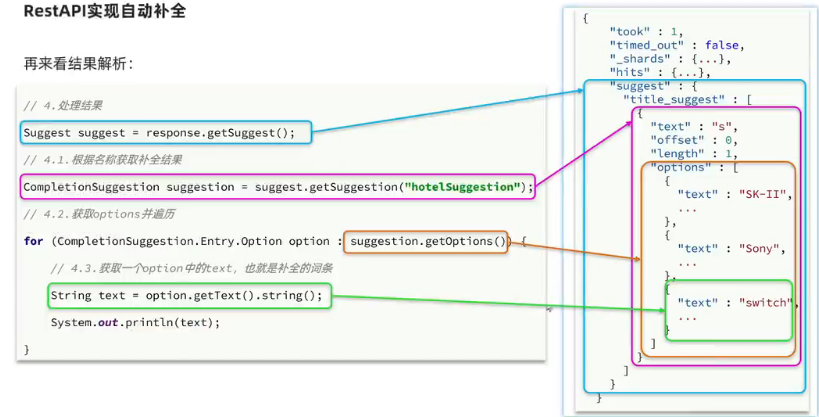 RestAPI实现自动补全
再来看结果解析：
// 4.处理结果
Suggest suggest = response.getSuggest();
// 4.1.根据名称获取补全结果
CompletionSuggestion suggestion = suggest.getSuggestion("hotelSuggestion");
// 4.2.获取options并遍历
for (CompletionSuggestion.Entry.Option option : suggestion.getOptions()) {
// 4.3.获取一个option中的text，也就是补全的词条
String text = option.getText().string();
System.out.println(text);
}
{
"took" : 1,
"timed_out" : false,
"_shards" : {...},
"hits" : {...},
"suggest" : {
"title_suggest" : [
{
"text" : "s",
"offset" : 0,
"length" : 1,
"options" : [
{
"text" : "SK-II",
...
},
{
"text" : "Sony",
...
},
{
"text" : "switch",
...
}
]
}
]
}
}